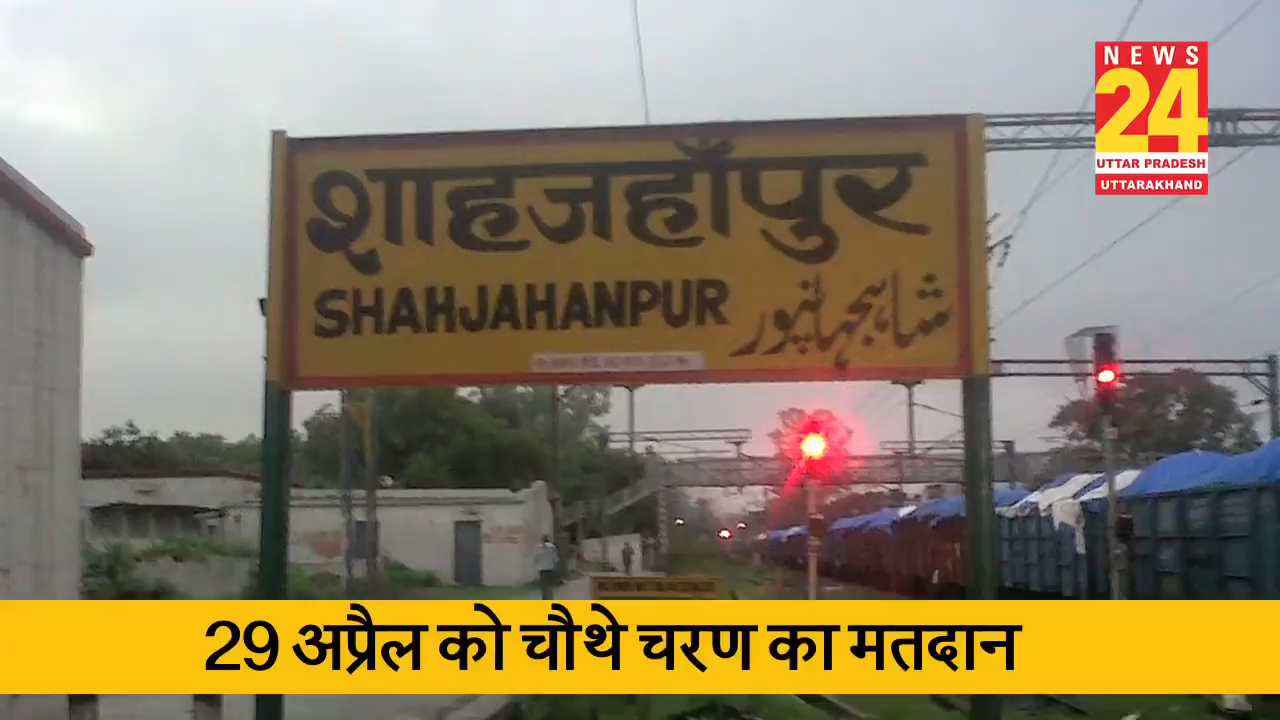 शाहजहाँपुर
SHAHJAHANPUR شاہجہانپور
NEWS
24
UTTAR PRADESH
UTTARAKHAND
29 अप्रैल को चौथे चरण का मतदान